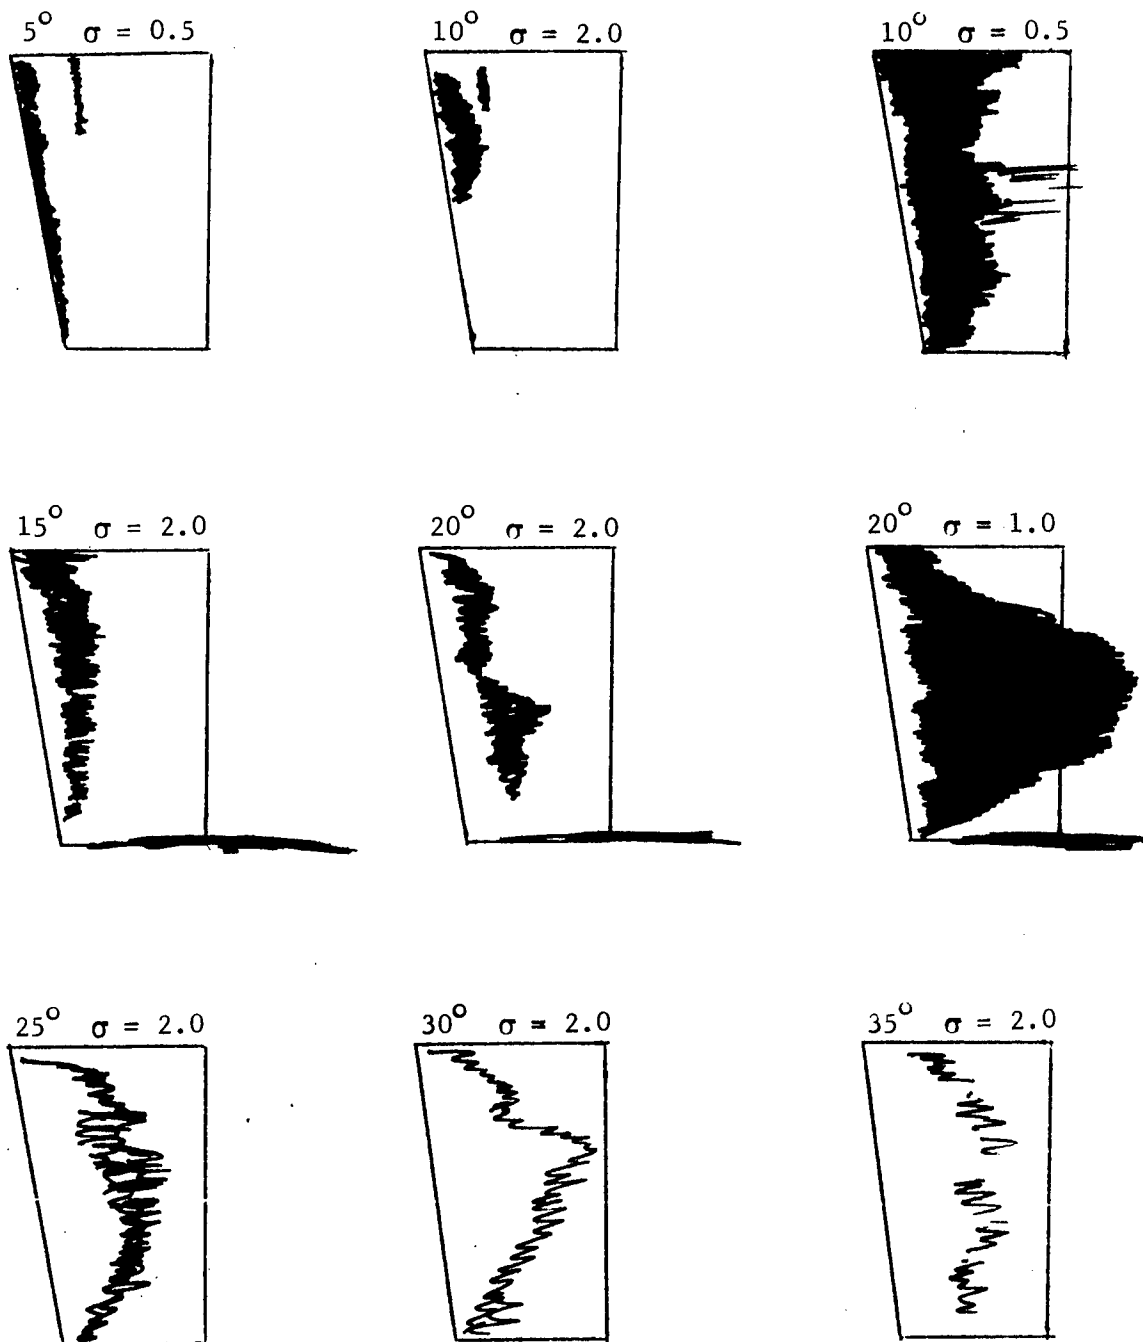 5° σ = 0.5
10° σ = 2.0
10° σ = 0.5
15° σ = 2.0
20° σ = 2.0
20° σ = 1.0
25° σ = 2.0
30° σ = 2.0
35° σ = 2.0